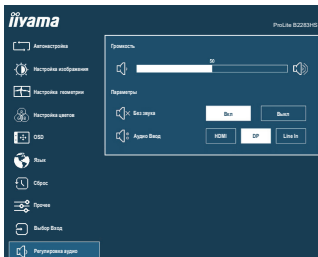 iiyama
ProLite B2283HS
Автонастройка
Настройка изображения
Настройка геометрии
Настройка цветов
OSD
Язык
Сброс
Прочее
Выбор Вход
Регулировка аудио
Громкость
50
Параметры
Без звука
Вкл
Выкл
Аудио Ввод
HDMI
DP
Line In